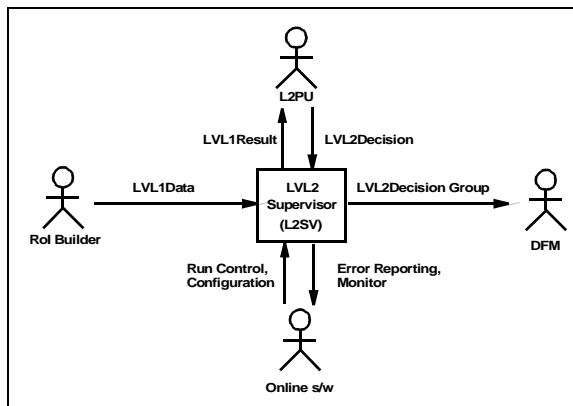 L2PU
LVL1Result
LVL2Decision
LVL1Data
LVL2
Supervisor
(L2SV)
LVL2Decision Group
RoI Builder
DFM
Run Control,
Configuration
Error Reporting,
Monitor
Online s/w